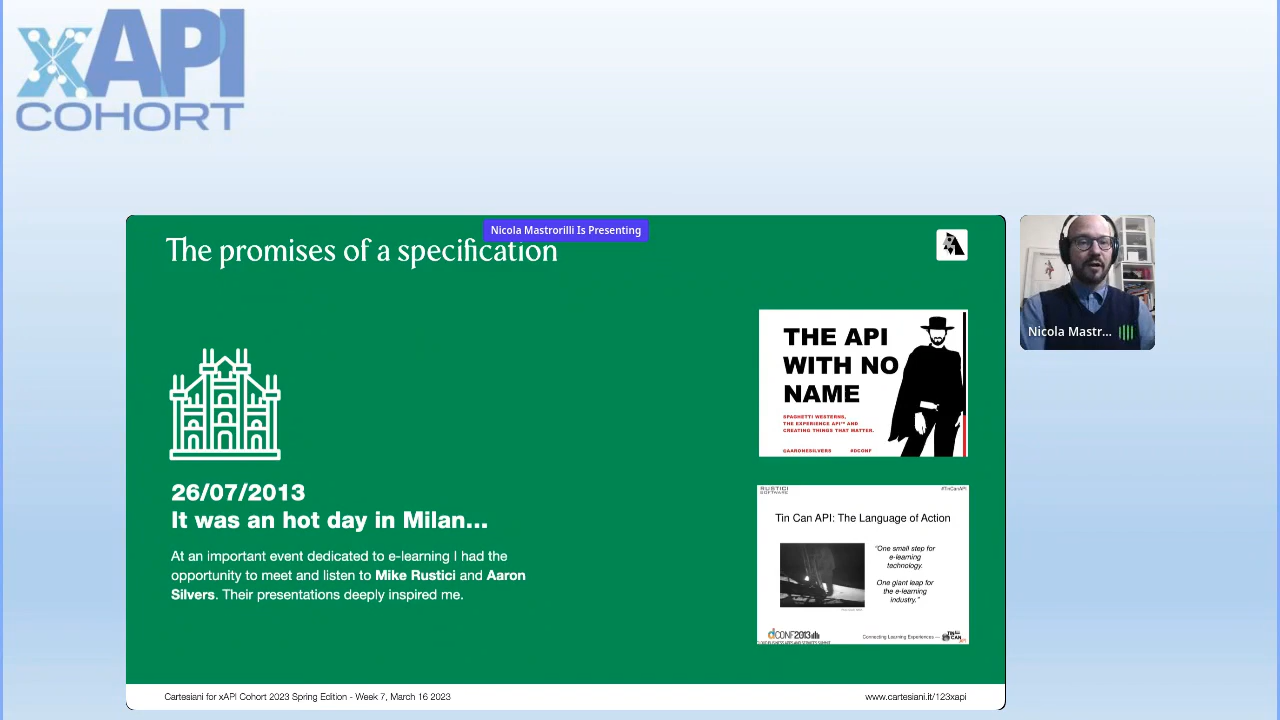 xAPI
COHORT
Nicola Mastrorilli Is Presenting
The promises of a specification
THE API
WITH NO
NAME
SPAGHETTI WESTERNS,
THE EXPERIENCE API™ AND
CREATING THINGS THAT MATTER.
@AARONESILVERS #DCONF
Nicola Mastr...
26/07/2013
It was an hot day in Milan...
At an important event dedicated to e-learning I had the
opportunity to meet and listen to Mike Rustici and Aaron
Silvers. Their presentations deeply inspired me.
RUSTICI
SOFTWARE
#TinCanAPI
Tin Can API: The Language of Action
"One small step for
e-learning
technology.
One giant leap for
the e-learning
industry."
dCONF2013
Connecting Learning Experiences —
TIN
CAN
Cartesiani for xAPI Cohort 2023 Spring Edition - Week 7, March 16 2023
www.cartesiani.it/123xapi